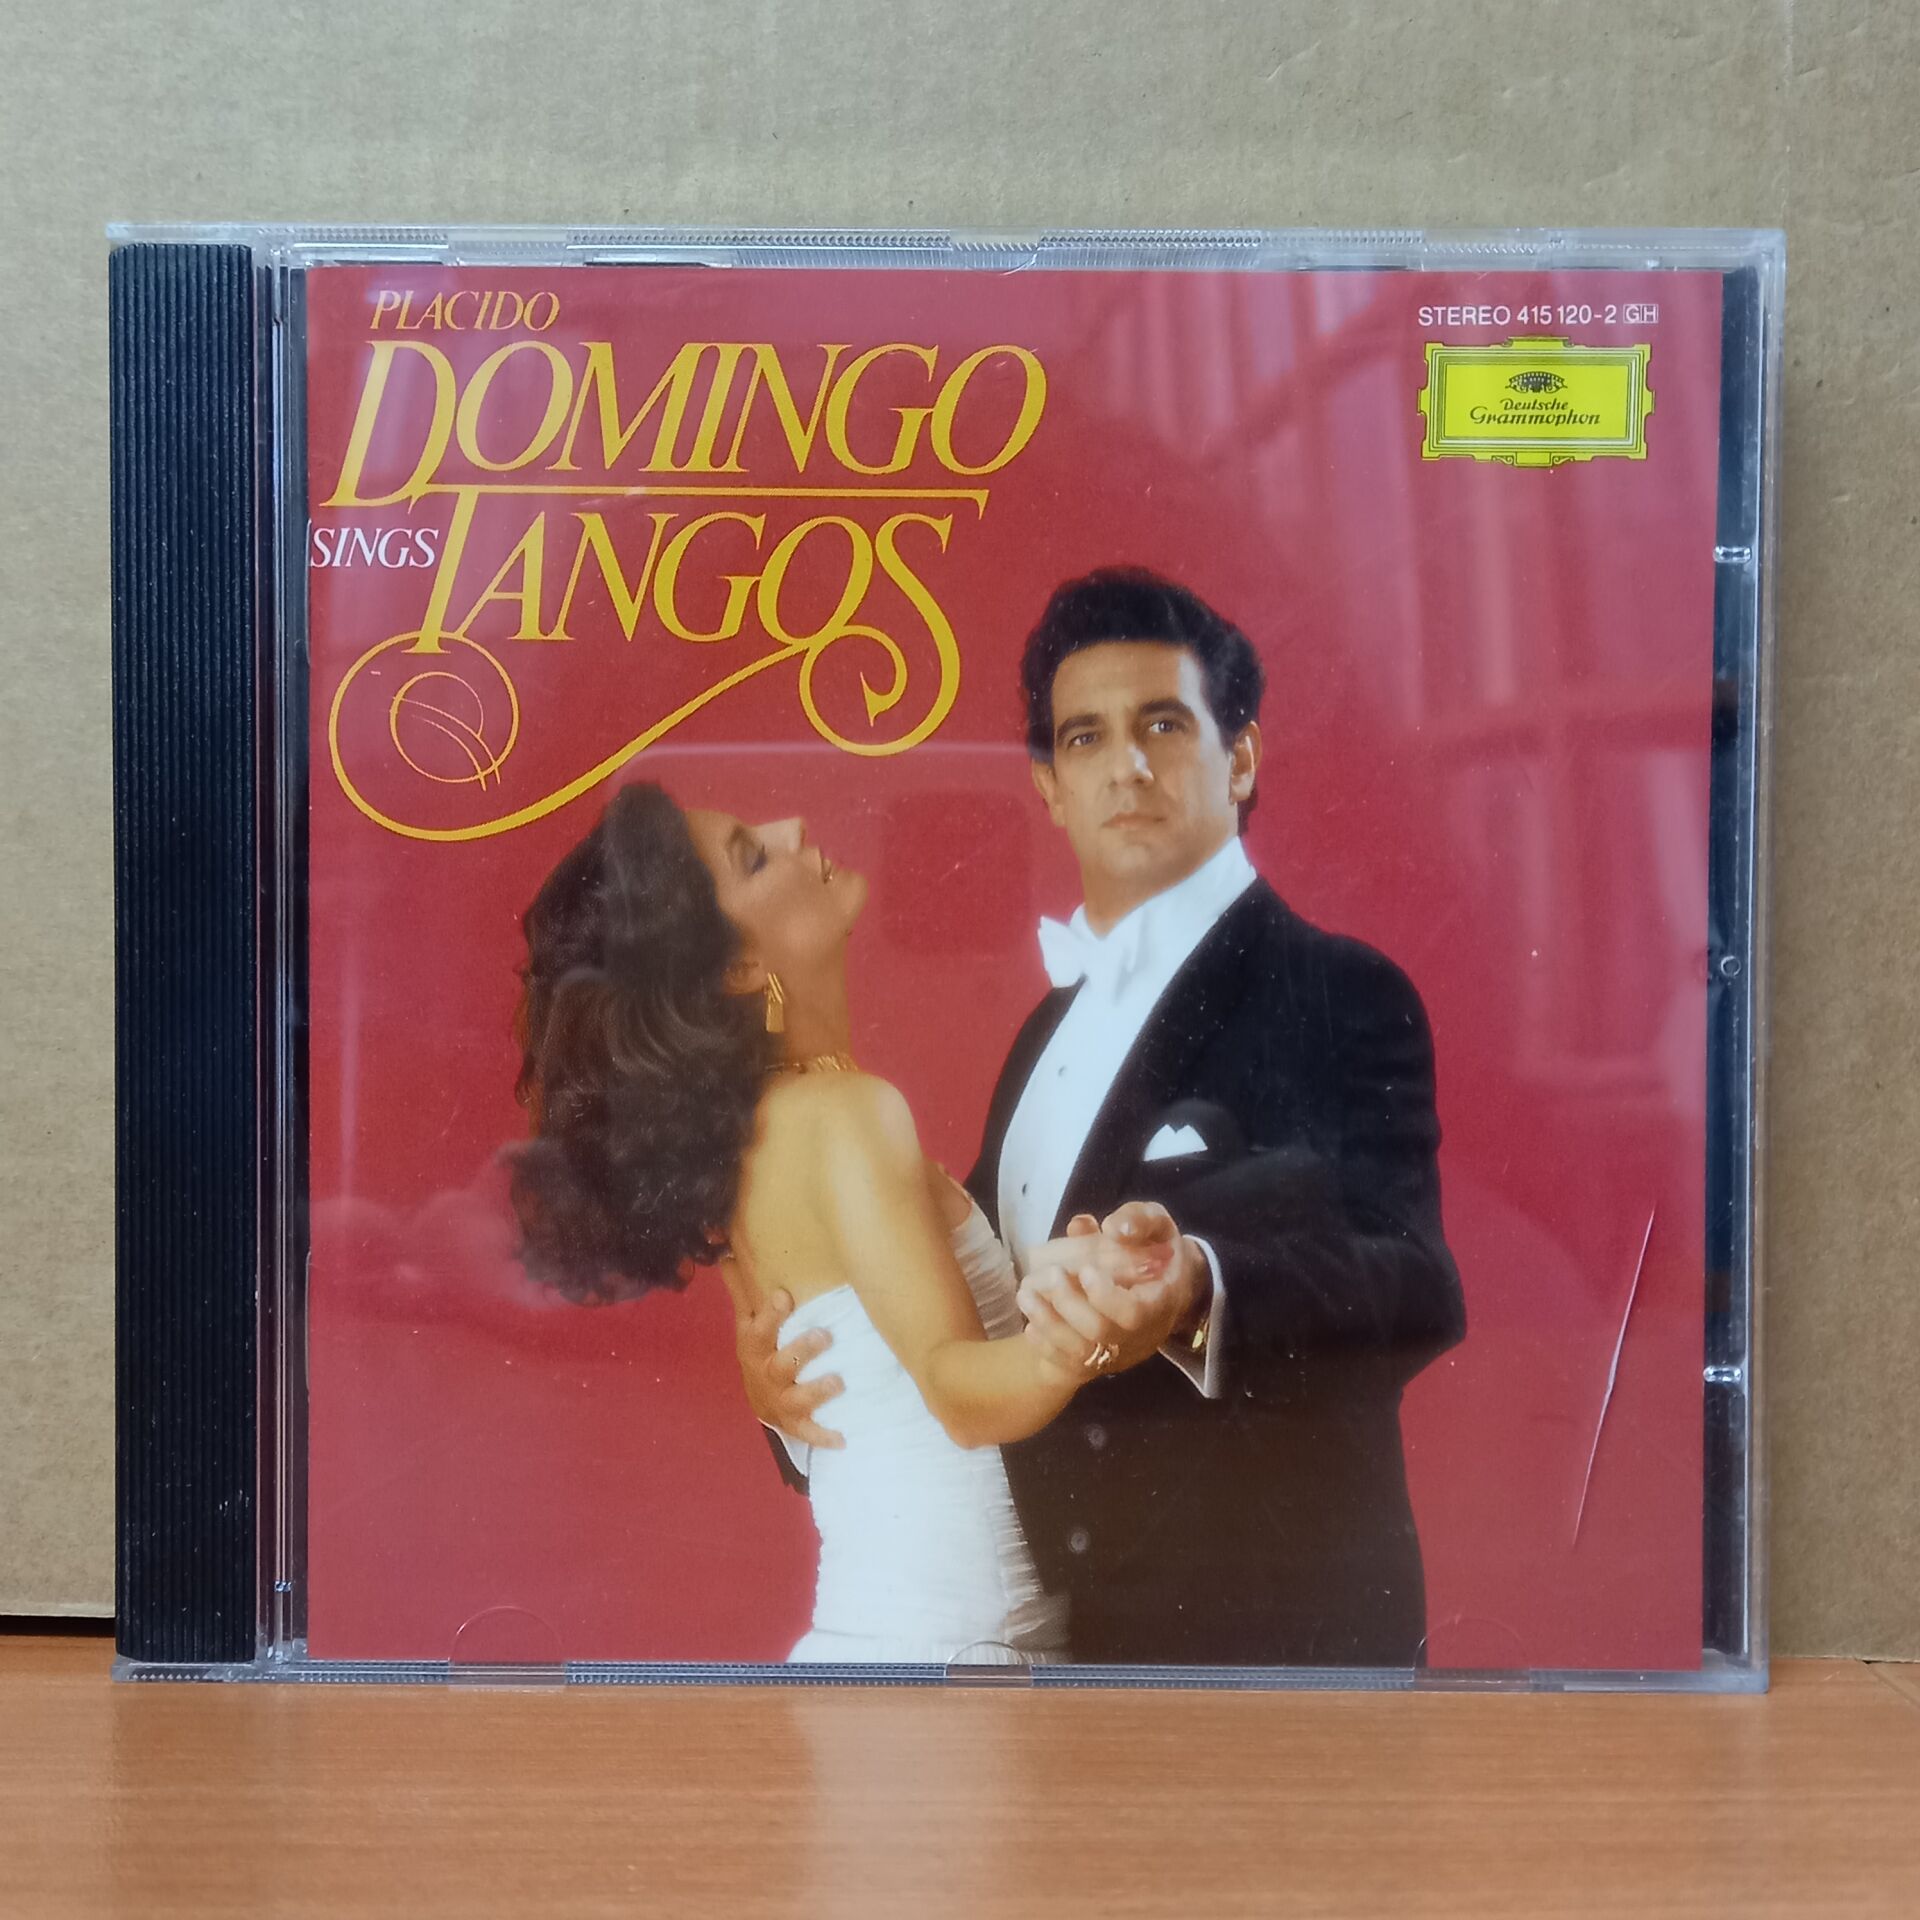 PLACIDO
DOMINGO
SINGS TANGOS
STEREO 415 120-2 GH
Deutsche
Grammophon